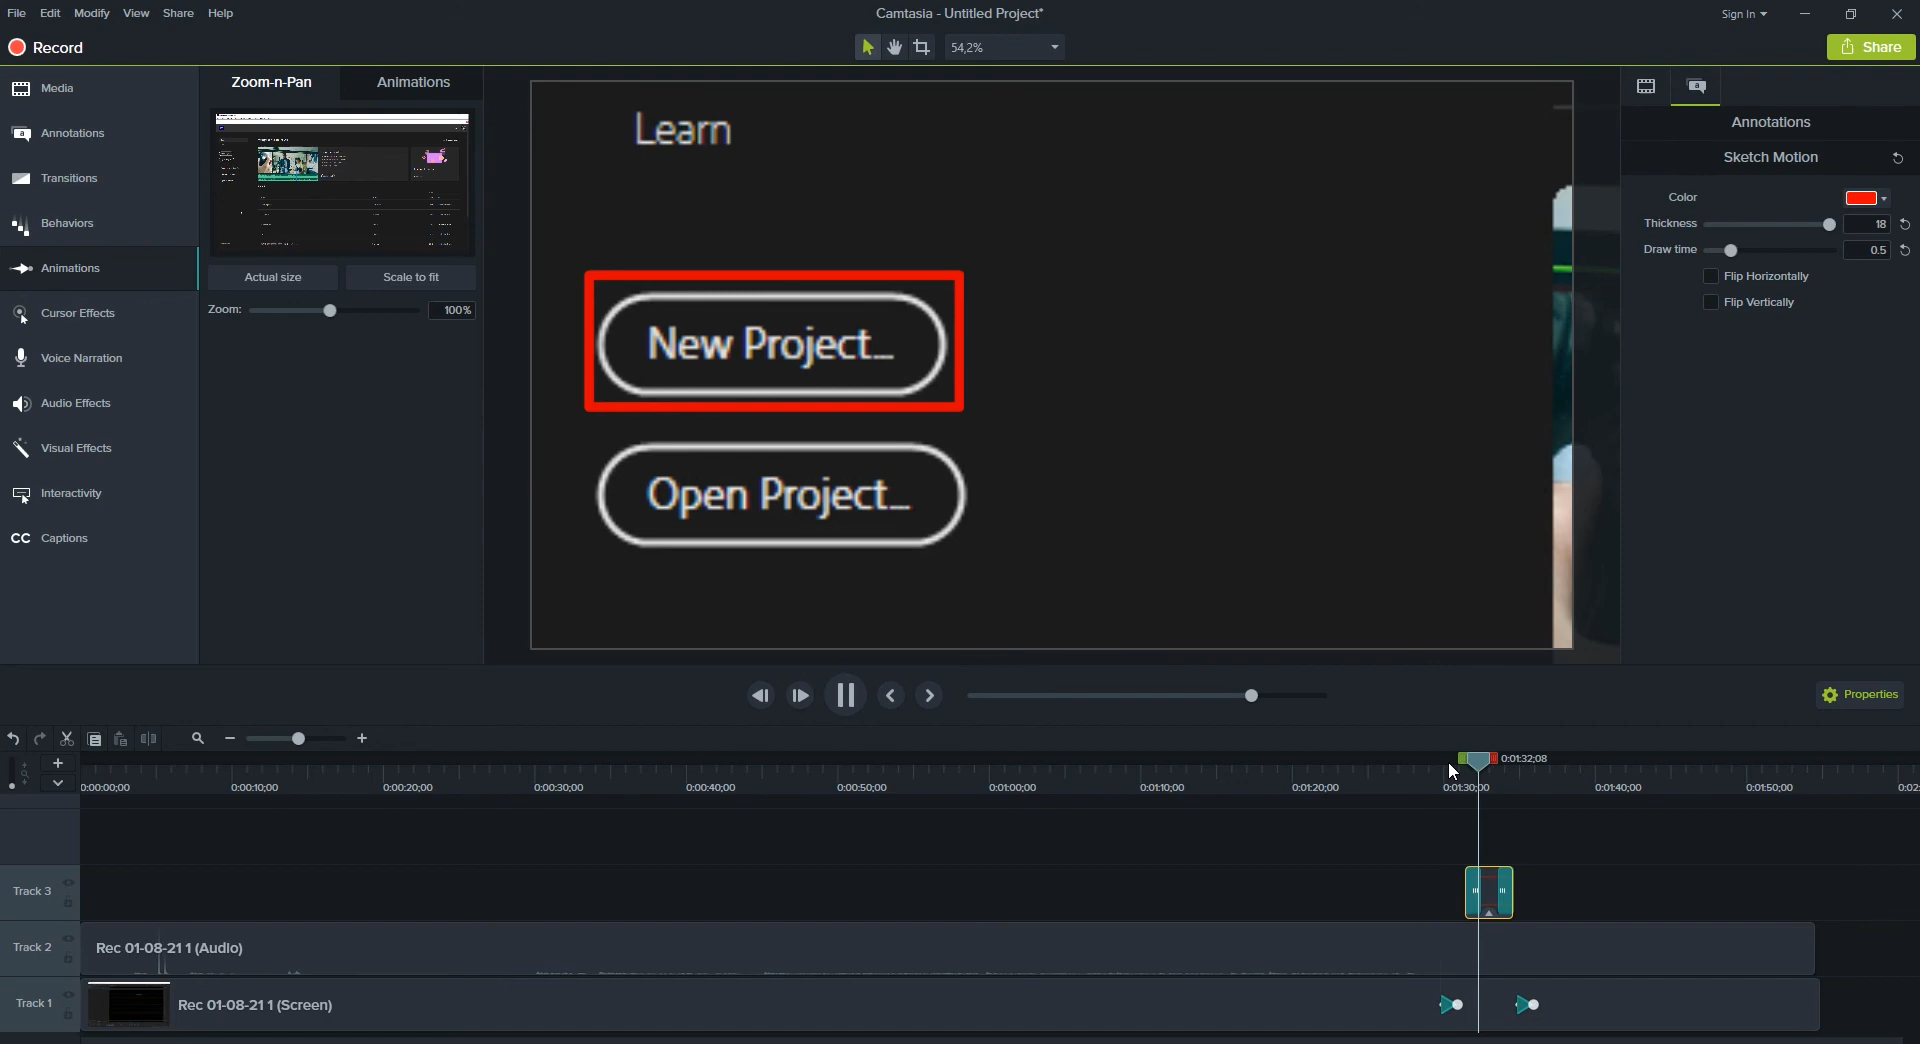 File Edit Modify View Share Help
Camtasia - Untitled Project*
Sign In
Record
54,2%
Share
Media
Annotations
Transitions
Behaviors
Animations
Cursor Effects
Voice Narration
Audio Effects
Visual Effects
Interactivity
CC Captions
Zoom-n-Pan Animations
Actual size Scale to fit
Zoom: 100%
Learn
New Project...
Open Project...
a
Annotations
Sketch Motion
Color
Thickness 18
Draw time 0.5
Flip Horizontally
Flip Vertically
Properties
0:01:32;08
0:00:00;00 0:00:10;00 0:00:20;00 0:00:30;00 0:00:40;00 0:00:50;00 0:01:00;00 0:01:10;00 0:01:20;00 0:01:30;00 0:01:40;00 0:01:50;00 0:02:
Track 3
Track 2
Rec 01-08-21 1 (Audio)
Track 1
Rec 01-08-21 1 (Screen)